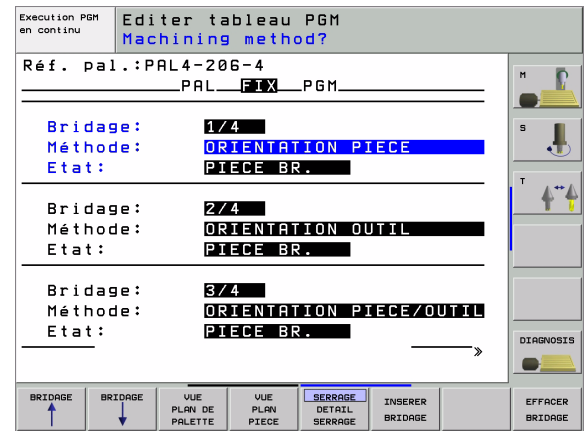 Execution PGM
en continu
Editer tableau PGM
Machining method?
Réf. pal.:PAL4-206-4
PAL FIX PGM
Bridage: 1/4
Méthode: ORIENTATION PIECE
Etat: PIECE BR.
Bridage: 2/4
Méthode: ORIENTATION OUTIL
Etat: PIECE BR.
Bridage: 3/4
Méthode: ORIENTATION PIECE/OUTIL
Etat: PIECE BR.
»
M
S
T
DIAGNOSIS
BRIDAGE
BRIDAGE
VUE
PLAN DE
PALETTE
VUE
PLAN
PIECE
SERRAGE
DETAIL
SERRAGE
INSERER
BRIDAGE
EFFACER
BRIDAGE